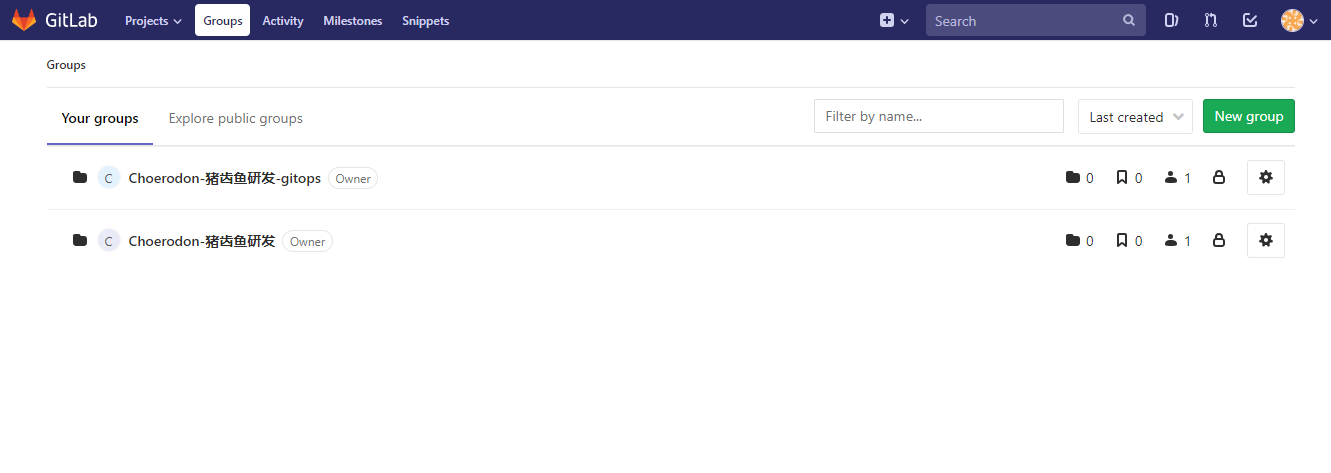 GitLab Projects Groups Activity Milestones Snippets Search
Groups
Your groups Explore public groups Filter by name... Last created New group
C Choerodon-猪齿鱼研发-gitops Owner 0 0 1
C Choerodon-猪齿鱼研发 Owner 0 0 1